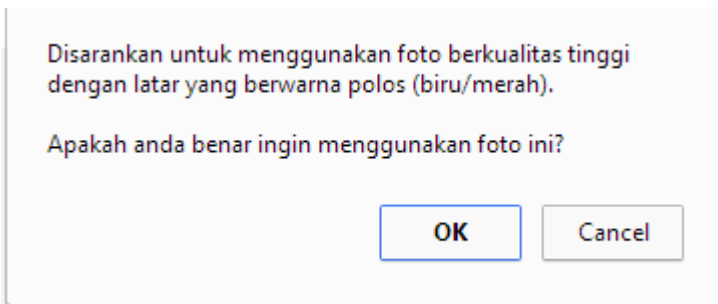 Disarankan untuk menggunakan foto berkualitas tinggi
dengan latar yang berwarna polos (biru/merah).
Apakah anda benar ingin menggunakan foto ini?
OK
Cancel